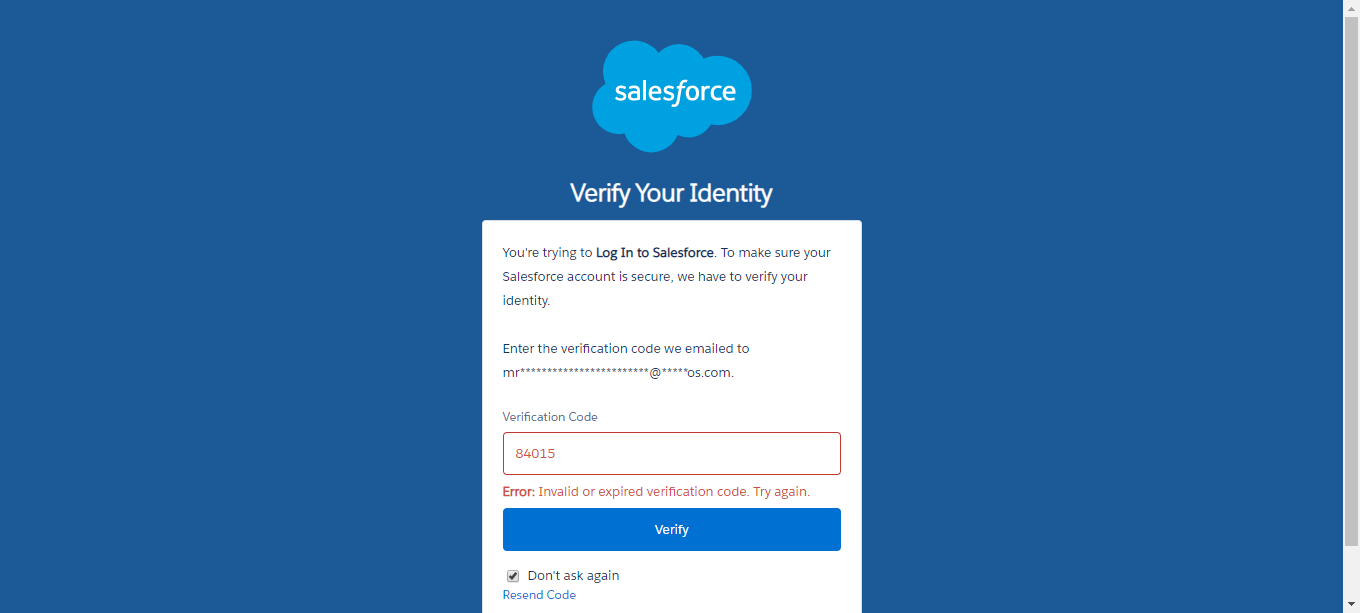 salesforce
Verify Your Identity
You're trying to Log In to Salesforce. To make sure your
Salesforce account is secure, we have to verify your
identity.
Enter the verification code we emailed to
mr************************@*****os.com.
Verification Code
84015
Error: Invalid or expired verification code. Try again.
Verify
Don't ask again
Resend Code